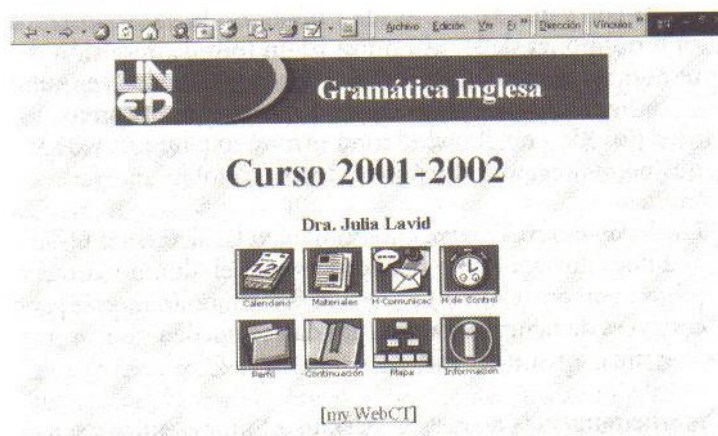 Archivo Edición Ver Dirección Vínculos
UNED
Gramática Inglesa
Curso 2001-2002
Dra. Julia Lavid
Calendario Materiales H-Comunicac H de Control
Perfil Continuación Mapa Información
[my WebCT]